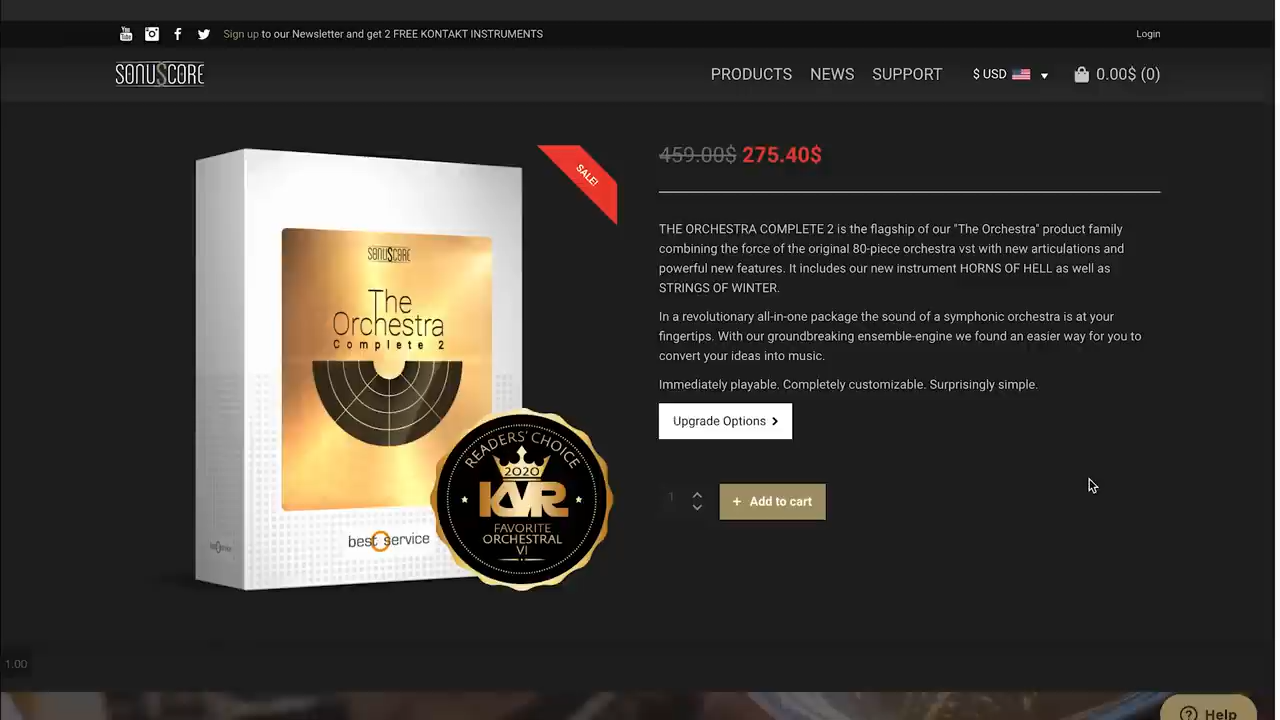 You Tube
Sign up to our Newsletter and get 2 FREE KONTAKT INSTRUMENTS
Login
SONUSCORE
PRODUCTS
NEWS
SUPPORT
$ USD
0.00$ (0)
SALE!
SONUSCORE
The
Orchestra
Complete 2
best service
READERS' CHOICE
2020
KVR
FAVORITE
ORCHESTRAL
VI
459.00$ 275.40$
THE ORCHESTRA COMPLETE 2 is the flagship of our "The Orchestra" product family
combining the force of the original 80-piece orchestra vst with new articulations and
powerful new features. It includes our new instrument HORNS OF HELL as well as
STRINGS OF WINTER.
In a revolutionary all-in-one package the sound of a symphonic orchestra is at your
fingertips. With our groundbreaking ensemble-engine we found an easier way for you to
convert your ideas into music.
Immediately playable. Completely customizable. Surprisingly simple.
Upgrade Options
1
+ Add to cart
1.00
Help